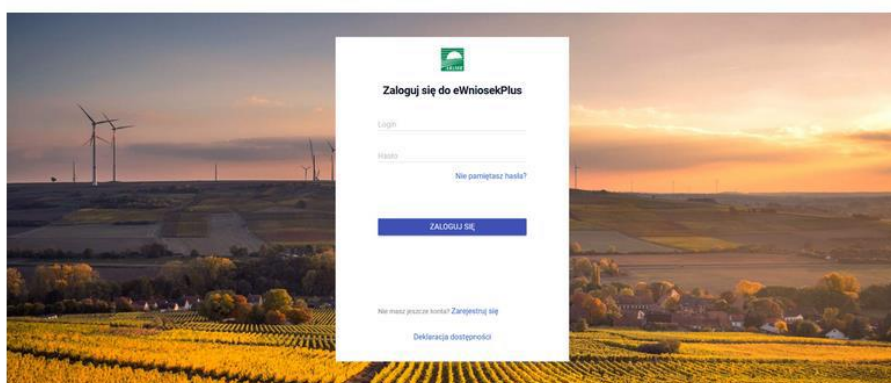 Zaloguj się do eWniosekPlus
Login
Hasło
Nie pamiętasz hasła?
ZALOGUJ SIĘ
Nie masz jeszcze konta? Zarejestruj się
Deklaracja dostępności